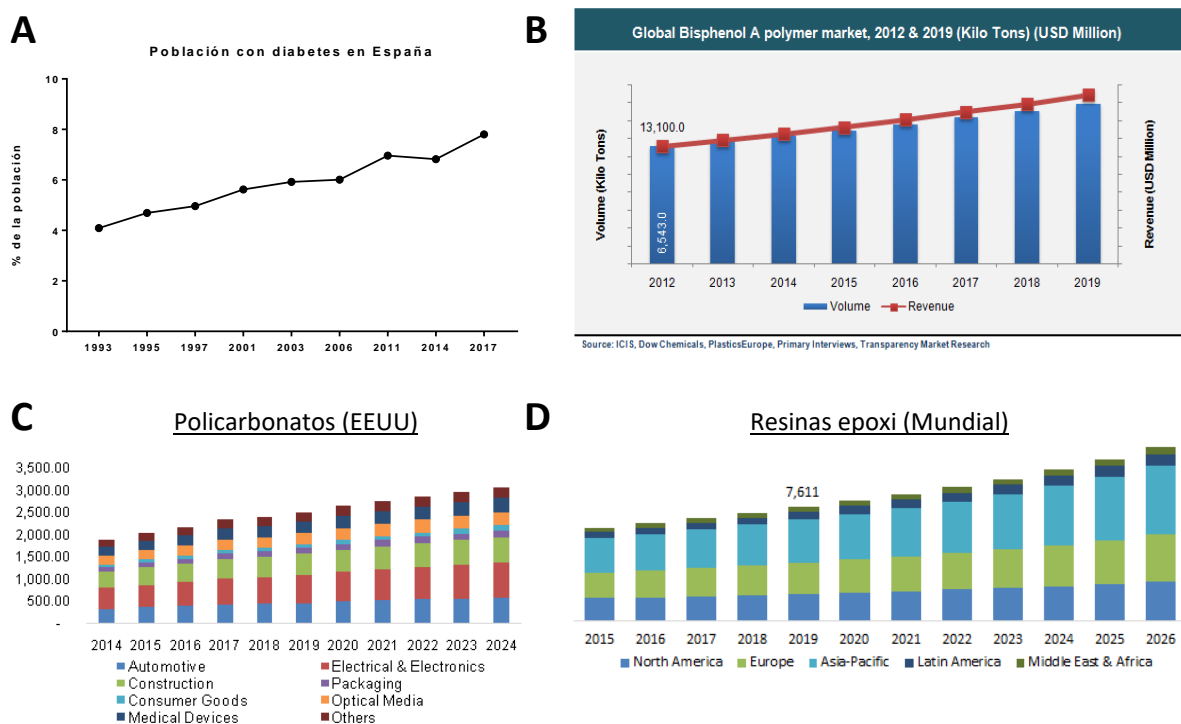 A
Población con diabetes en España
% de la población
10
8
6
4
2
0
1993 1995 1997 2001 2003 2006 2011 2014 2017
B
Global Bisphenol A polymer market, 2012 & 2019 (Kilo Tons) (USD Million)
Volume (Kilo Tons)
13,100.0
6,543.0
Revenue (USD Million)
2012 2013 2014 2015 2016 2017 2018 2019
Volume Revenue
Source: ICIS, Dow Chemicals, PlasticsEurope, Primary Interviews, Transparency Market Research
C
Policarbonatos (EEUU)
3,500.00
3,000.00
2,500.00
2,000.00
1,500.00
1,000.00
500.00
-
2014 2015 2016 2017 2018 2019 2020 2021 2022 2023 2024
Automotive Electrical & Electronics
Construction Packaging
Consumer Goods Optical Media
Medical Devices Others
D
Resinas epoxi (Mundial)
7,611
2015 2016 2017 2018 2019 2020 2021 2022 2023 2024 2025 2026
North America Europe Asia-Pacific Latin America Middle East & Africa